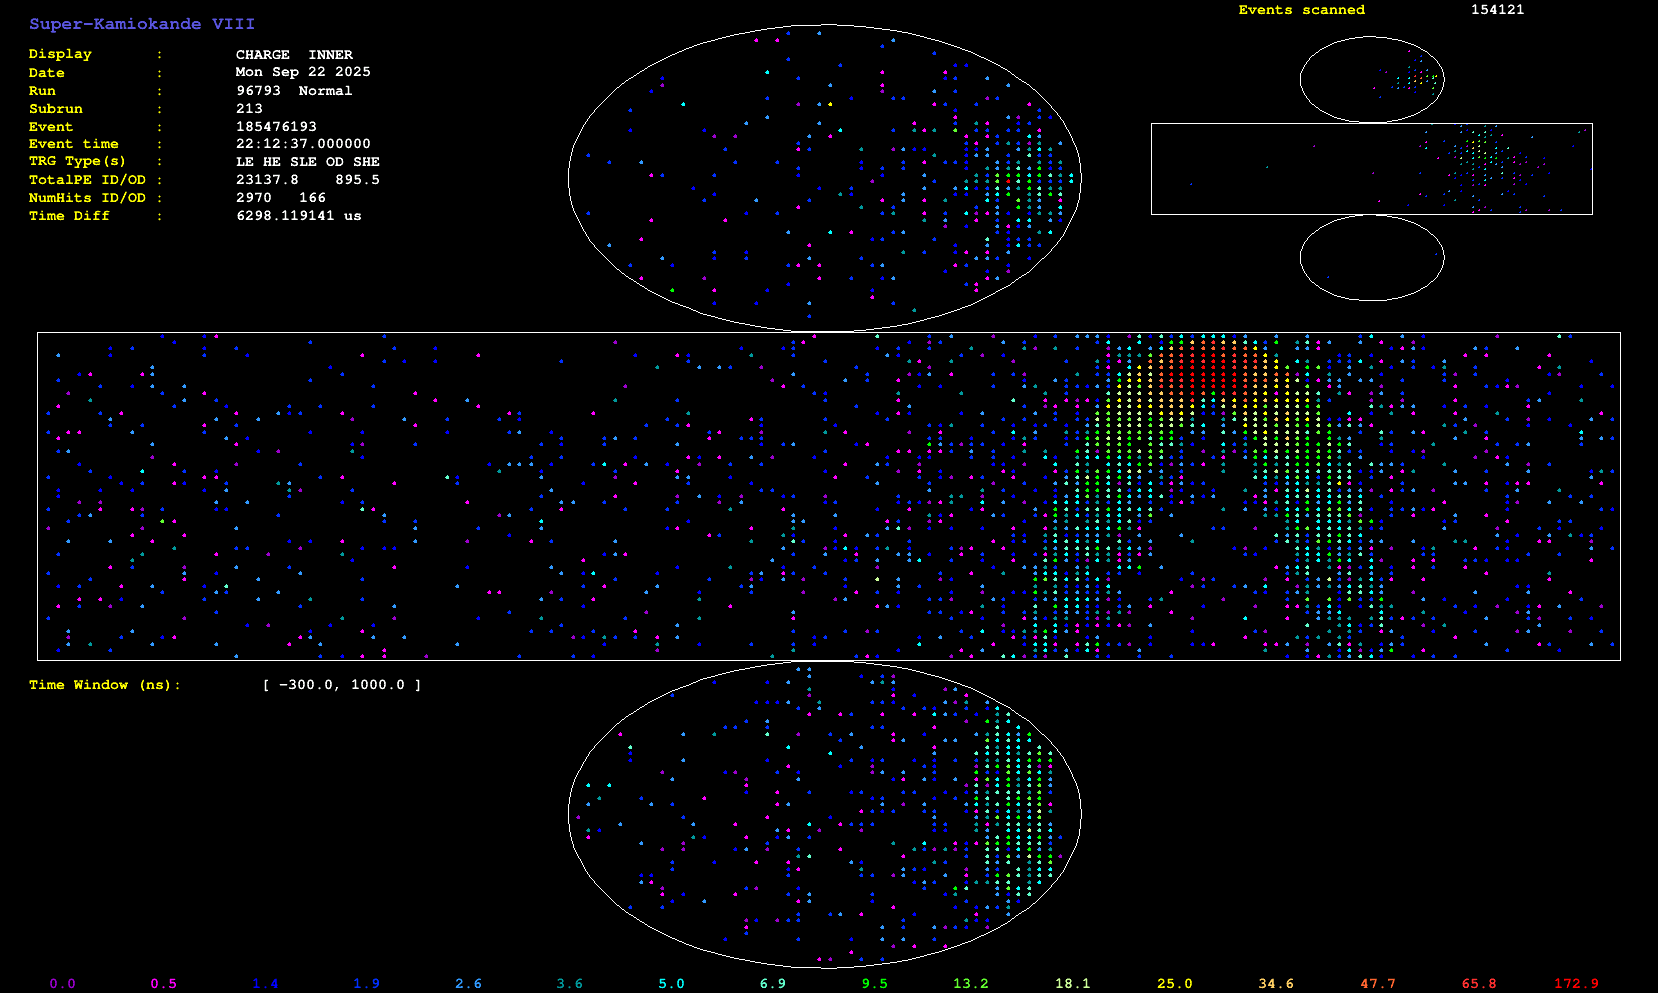 Super-Kamiokande VIII
Display : CHARGE INNER
Date : Mon Sep 22 2025
Run : 96793 Normal
Subrun : 213
Event : 185476193
Event time : 22:12:37.000000
TRG Type(s) : LE HE SLE OD SHE
TotalPE ID/OD : 23137.8 895.5
NumHits ID/OD : 2970 166
Time Diff : 6298.119141 us
Events scanned 154121
Time Window (ns): [ -300.0, 1000.0 ]
0.0 0.5 1.4 1.9 2.6 3.6 5.0 6.9 9.5 13.2 18.1 25.0 34.6 47.7 65.8 172.9